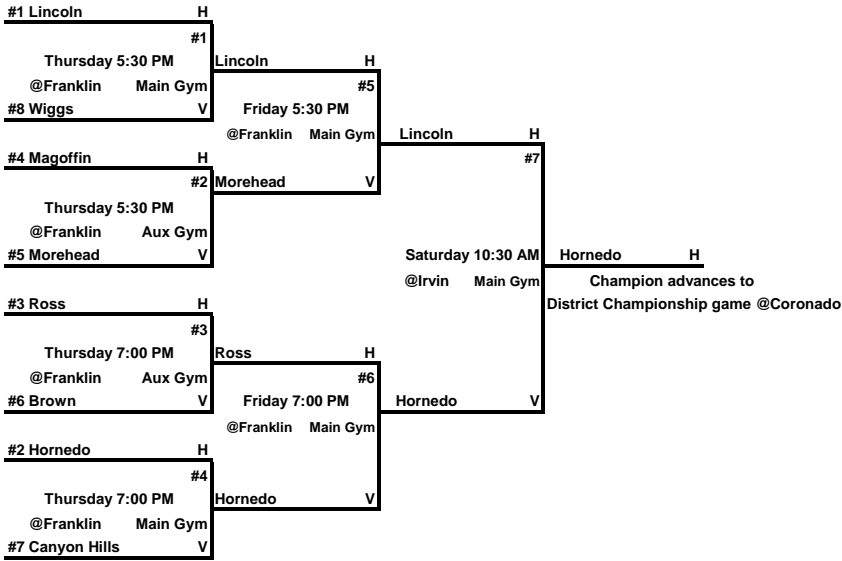 #1 Lincoln H
#1
Thursday 5:30 PM
Lincoln H
@Franklin Main Gym
#5
#8 Wiggs V
Friday 5:30 PM
@Franklin Main Gym
Lincoln H
#4 Magoffin H
#7
#2
Morehead V
Thursday 5:30 PM
@Franklin Aux Gym
#5 Morehead V
Saturday 10:30 AM
Hornedo H
@Irvin Main Gym
Champion advances to
District Championship game @Coronado
#3 Ross H
#3
Thursday 7:00 PM
Ross H
@Franklin Aux Gym
#6
#6 Brown V
Friday 7:00 PM
Hornedo V
@Franklin Main Gym
#2 Hornedo H
#4
Thursday 7:00 PM
Hornedo V
@Franklin Main Gym
#7 Canyon Hills V